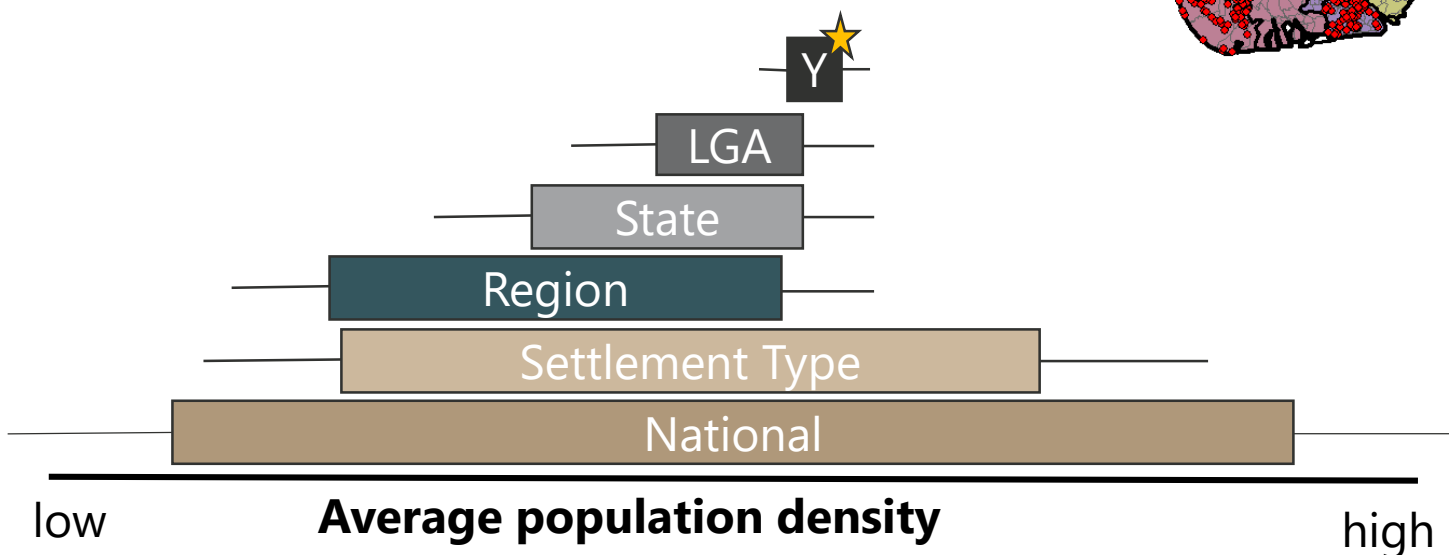 Y
LGA
State
Region
Settlement Type
National
low
Average population density
high